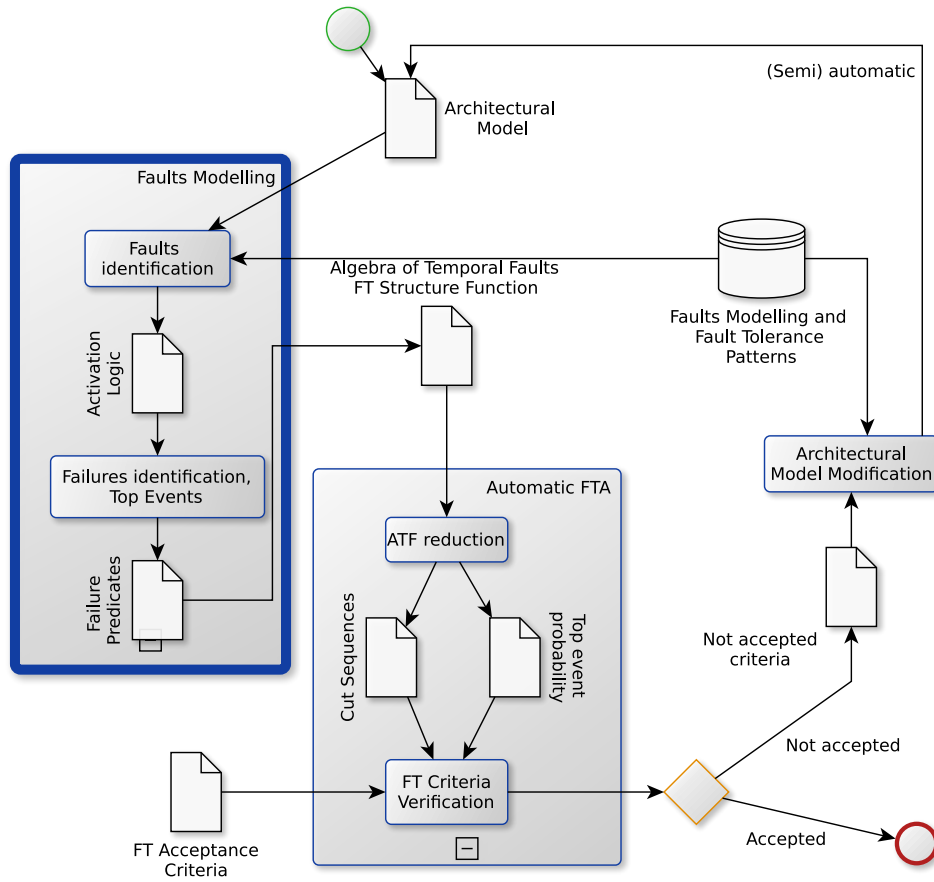 (Semi) automatic
Architectural
Model
Faults Modelling
Faults
identification
Algebra of Temporal Faults
FT Structure Function
Faults Modelling and
Fault Tolerance
Patterns
Activation
Logic
Failures identification,
Top Events
Architectural
Model Modification
Automatic FTA
ATF reduction
Failure
Predicates
Cut Sequences
Top event
probability
Not accepted
criteria
Not accepted
FT Criteria
Verification
Accepted
FT Acceptance
Criteria